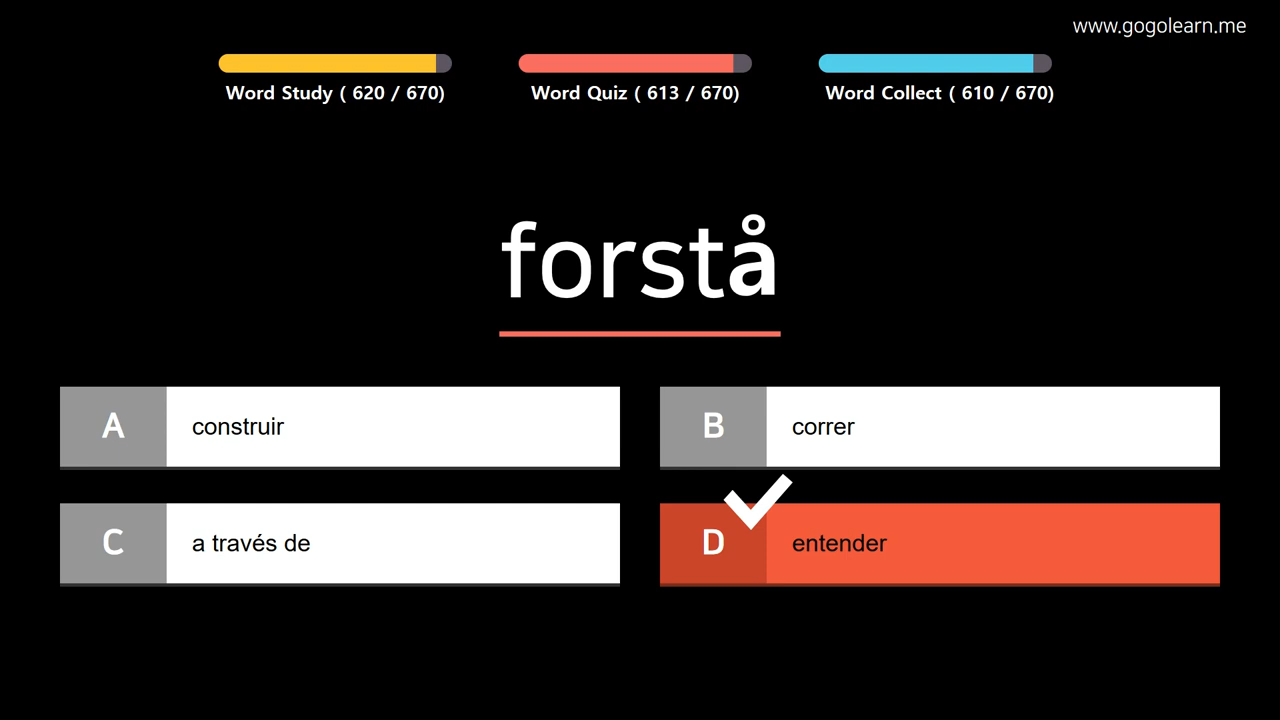 www.gogolearn.me
Word Study ( 620 / 670)
Word Quiz ( 613 / 670)
Word Collect ( 610 / 670)
forstå
A construir
B correr
C a través de
D entender